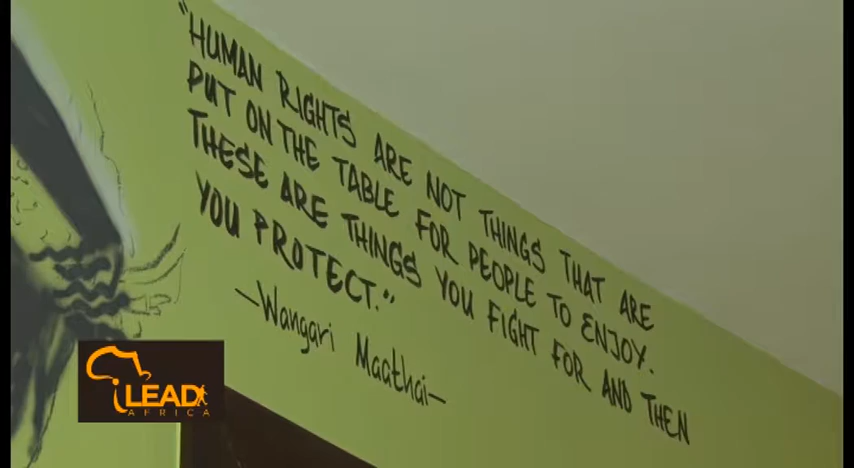 "HUMAN RIGHTS ARE NOT THINGS THAT ARE
PUT ON THE TABLE FOR PEOPLE TO ENJOY.
THESE ARE THINGS YOU FIGHT FOR AND THEN
YOU PROTECT."
—Wangari Maathai—
iLEAD
AFRICA